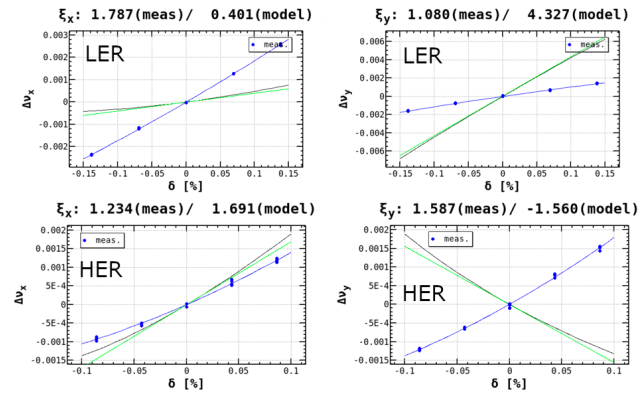 ξx: 1.787(meas)/ 0.401(model)
0.003
0.002
0.001
0
-0.001
-0.002
-0.15 -0.1 -0.05 0 0.05 0.1 0.15
Δνx
δ [%]
LER
meas.
ξy: 1.080(meas)/ 4.327(model)
0.006
0.004
0.002
0
-0.002
-0.004
-0.006
-0.15 -0.1 -0.05 0 0.05 0.1 0.15
Δνy
δ [%]
LER
meas.
ξx: 1.234(meas)/ 1.691(model)
0.002
0.0015
0.001
5E-4
0
-5E-4
-0.001
-0.0015
-0.1 -0.05 0 0.05 0.1
Δνx
δ [%]
HER
meas.
ξy: 1.587(meas)/ -1.560(model)
0.002
0.0015
0.001
5E-4
0
-5E-4
-0.001
-0.0015
-0.1 -0.05 0 0.05 0.1
Δνy
δ [%]
HER
meas.